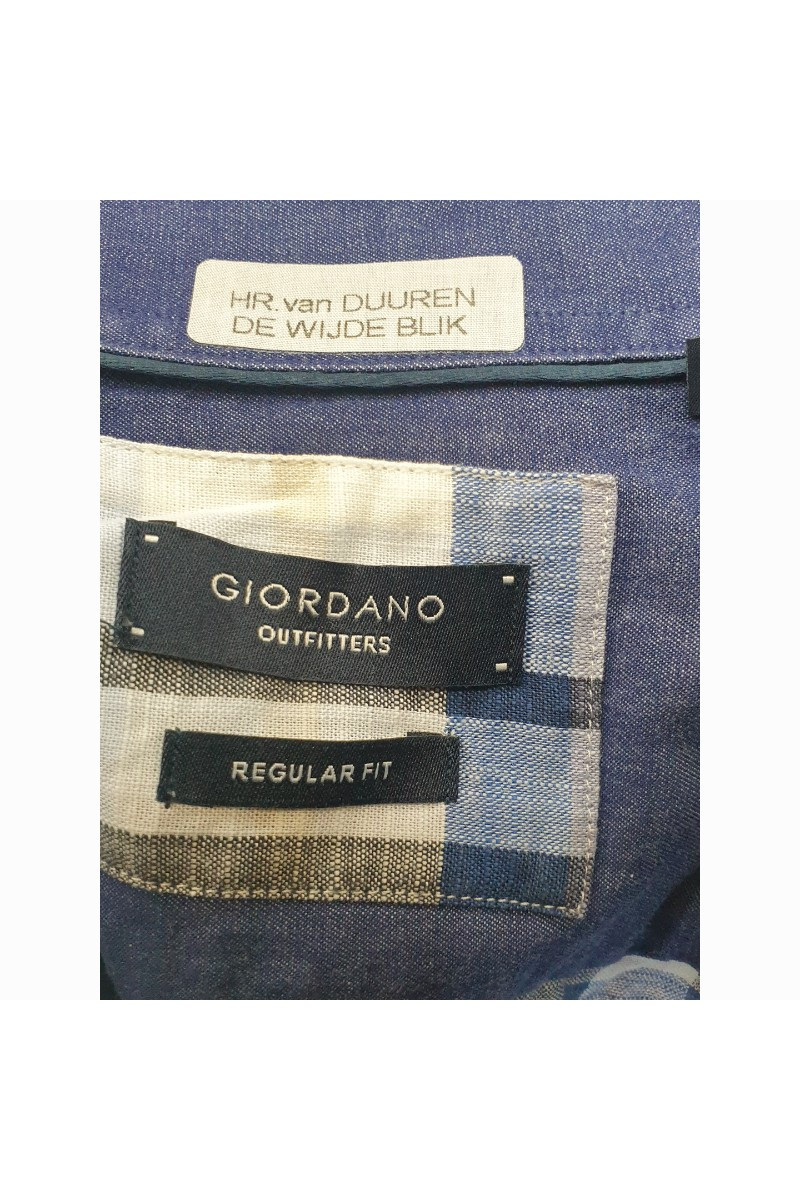 HR. van DUUREN
DE WIJDE BLIK
GIORDANO
OUTFITTERS
REGULAR FIT